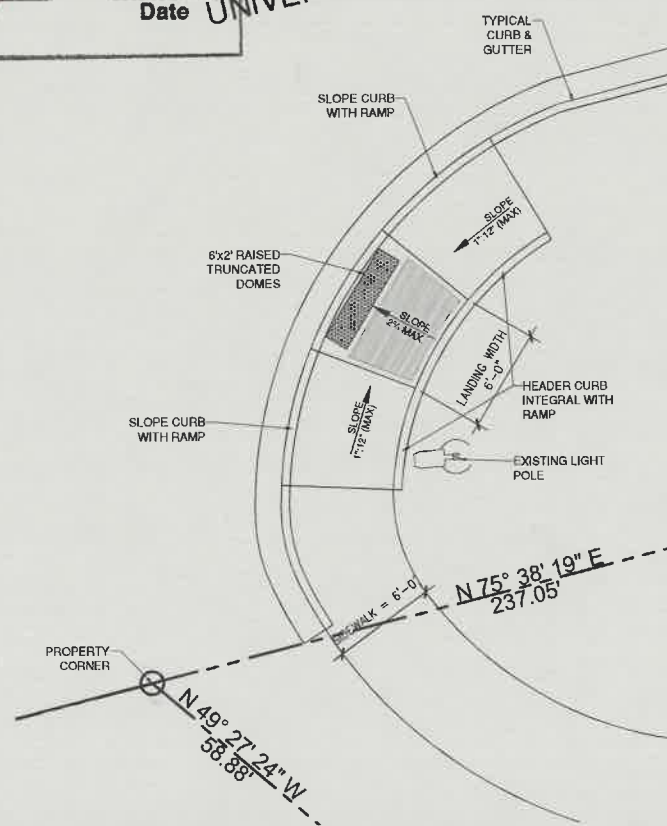 Date
TYPICAL
CURB &
GUTTER
SLOPE CURB
WITH RAMP
SLOPE
1":12" (MAX)
6'x2' RAISED
TRUNCATED
DOMES
SLOPE
2% MAX
LANDING WIDTH
6'-0"
HEADER CURB
INTEGRAL WITH
RAMP
SLOPE
1":12" (MAX)
SLOPE CURB
WITH RAMP
EXISTING LIGHT
POLE
N 75° 38' 19" E
237.05'
SIDEWALK = 6'-0"
PROPERTY
CORNER
N 49° 27' 24" W
58.88'